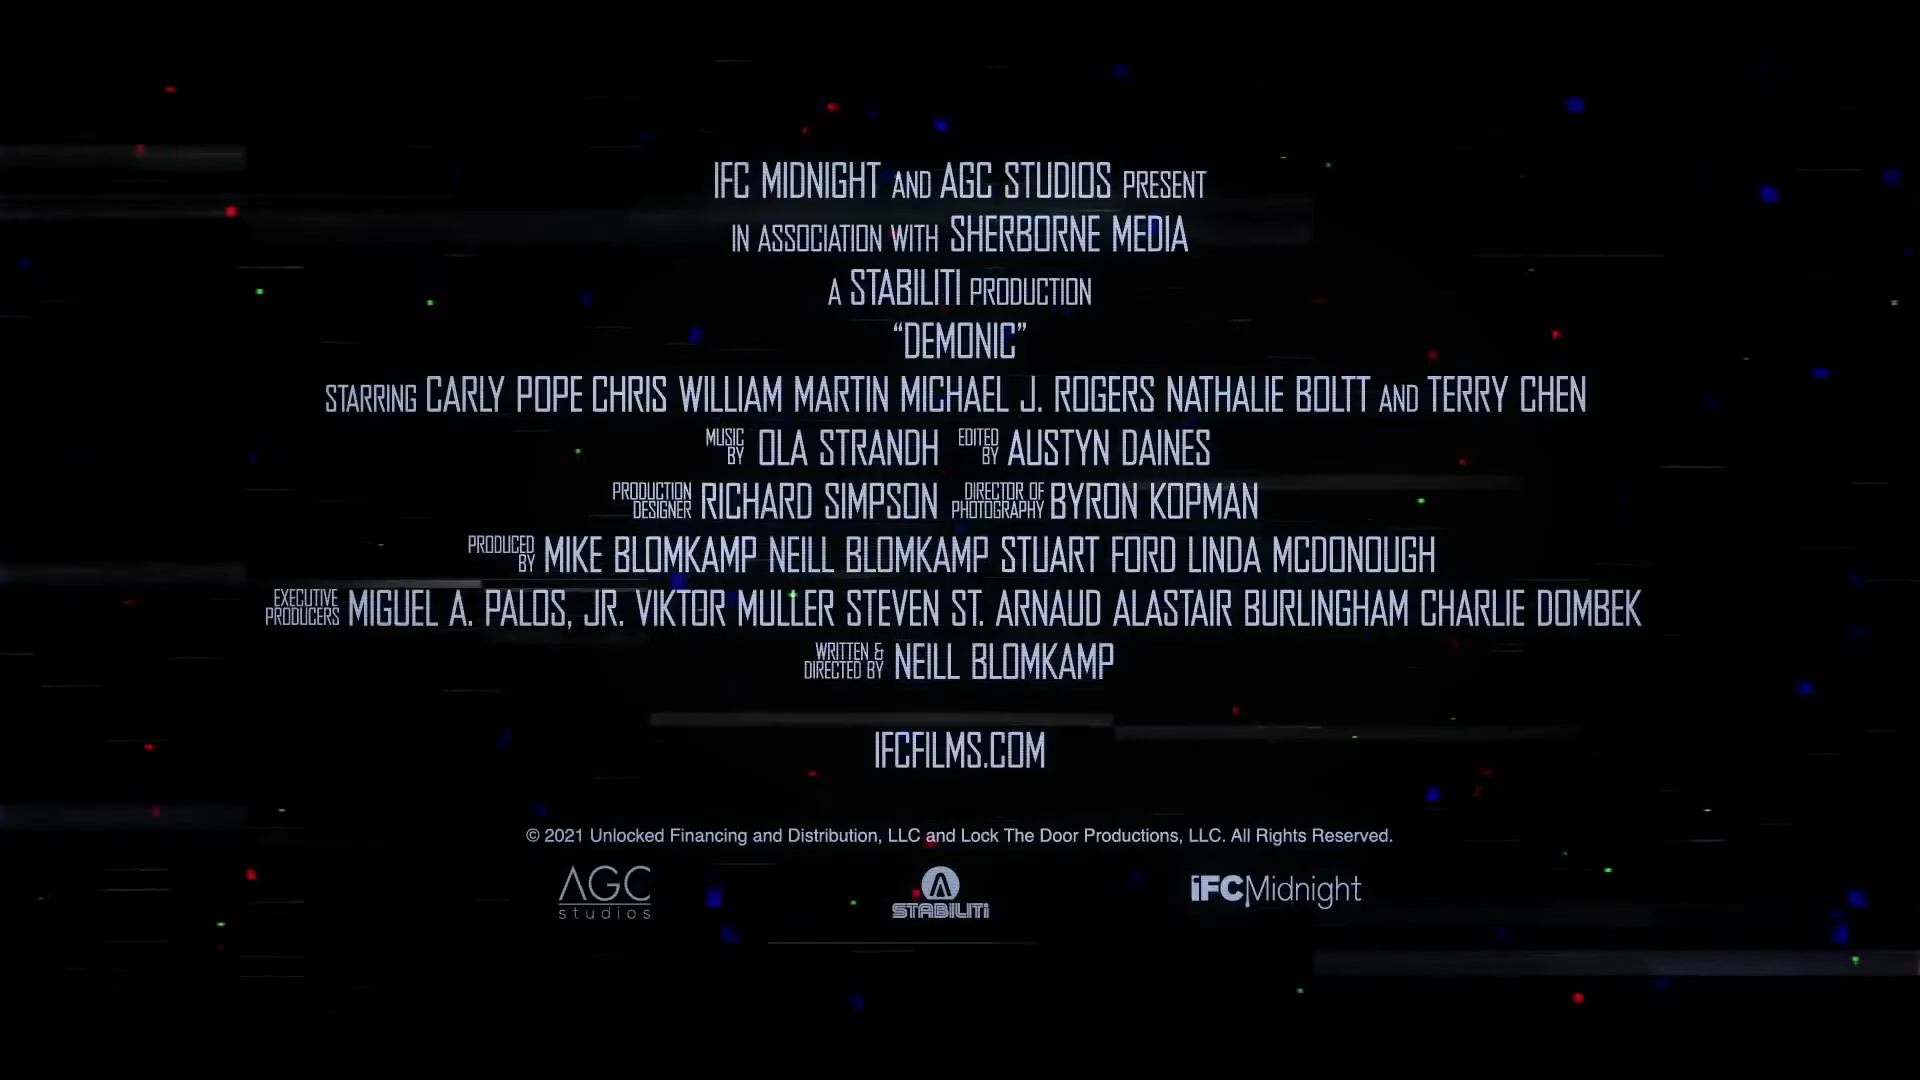 IFC MIDNIGHT AND AGC STUDIOS PRESENT
IN ASSOCIATION WITH SHERBORNE MEDIA
A STABILITI PRODUCTION
“DEMONIC”
STARRING CARLY POPE CHRIS WILLIAM MARTIN MICHAEL J. ROGERS NATHALIE BOLTT AND TERRY CHEN
MUSIC BY OLA STRANDH EDITED BY AUSTYN DAINES
PRODUCTION DESIGNER RICHARD SIMPSON DIRECTOR OF PHOTOGRAPHY BYRON KOPMAN
PRODUCED BY MIKE BLOMKAMP NEILL BLOMKAMP STUART FORD LINDA MCDONOUGH
EXECUTIVE PRODUCERS MIGUEL A. PALOS, JR. VIKTOR MULLER STEVEN ST. ARNAUD ALASTAIR BURLINGHAM CHARLIE DOMBEK
WRITTEN & DIRECTED BY NEILL BLOMKAMP
IFCFILMS.COM
© 2021 Unlocked Financing and Distribution, LLC and Lock The Door Productions, LLC. All Rights Reserved.
AGC studios STABILITi iFC Midnight